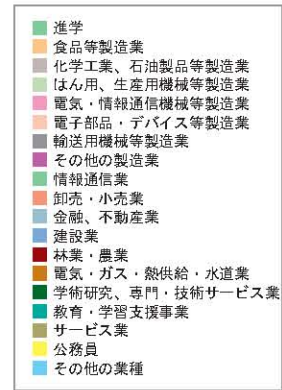 進学
食品等製造業
化学工業、石油製品等製造業
はん用、生産用機械等製造業
電気・情報通信機械等製造業
電子部品・デバイス等製造業
輸送用機械等製造業
その他の製造業
情報通信業
卸売・小売業
金融、不動産業
建設業
林業・農業
電気・ガス・熱供給・水道業
学術研究、専門・技術サービス業
教育・学習支援事業
サービス業
公務員
その他の業種